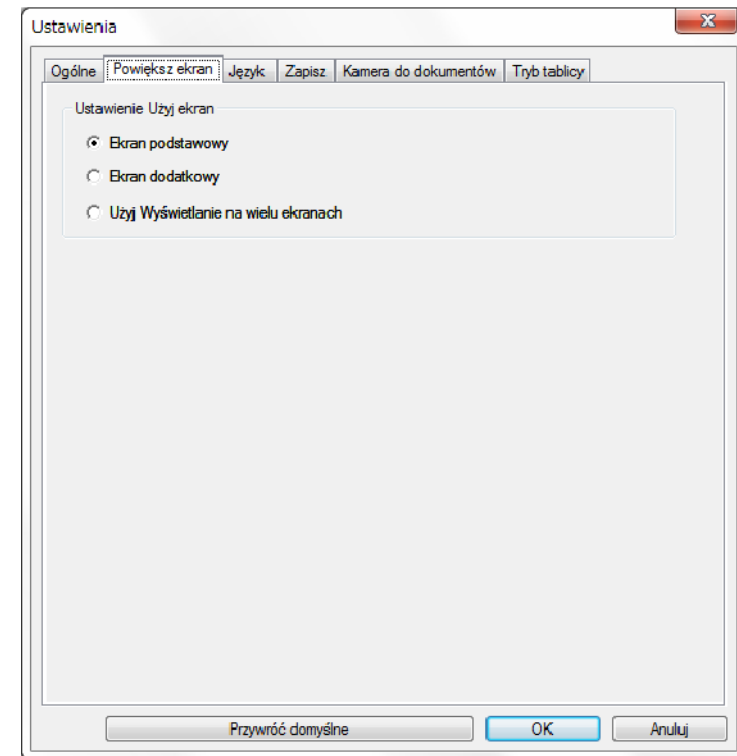 Ustawienia
Ogólne Powiększ ekran Język Zapisz Kamera do dokumentów Tryb tablicy
Ustawienie Użyj ekran
Ekran podstawowy
Ekran dodatkowy
Użyj Wyświetlanie na wielu ekranach
Przywróć domyślne OK Anuluj